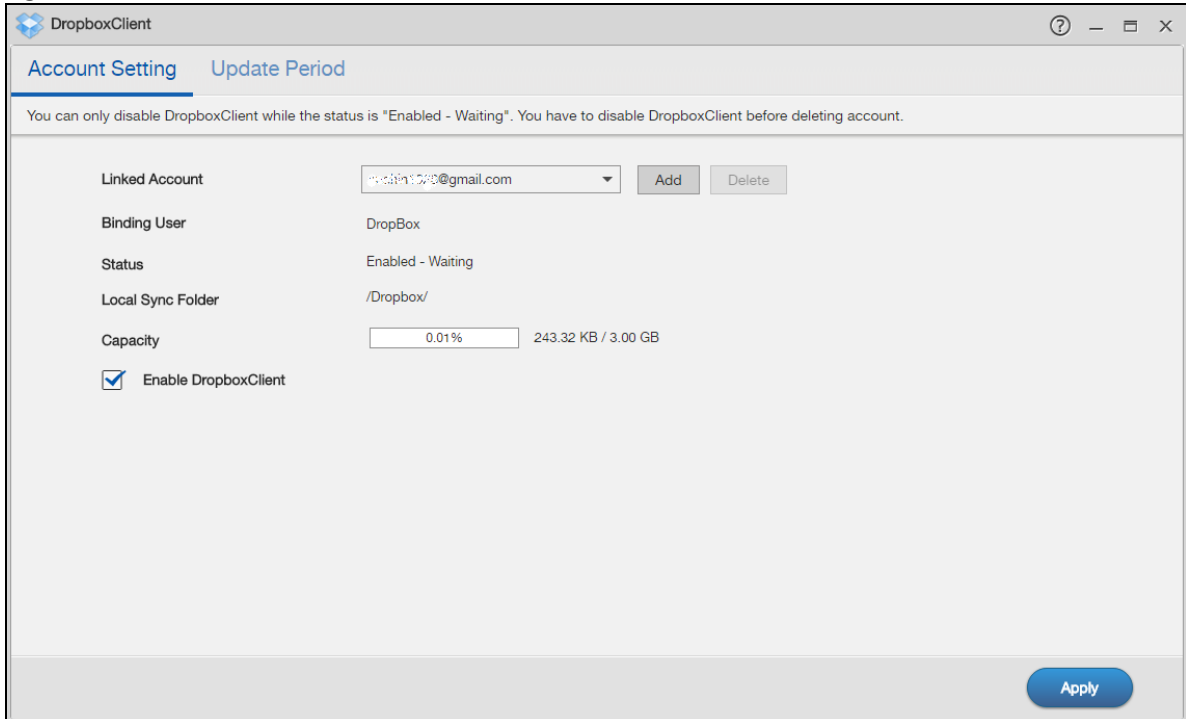 DropboxClient
Account Setting Update Period
You can only disable DropboxClient while the status is "Enabled - Waiting". You have to disable DropboxClient before deleting account.
Linked Account @gmail.com Add Delete
Binding User DropBox
Status Enabled - Waiting
Local Sync Folder /Dropbox/
Capacity 0.01% 243.32 KB / 3.00 GB
Enable DropboxClient
Apply